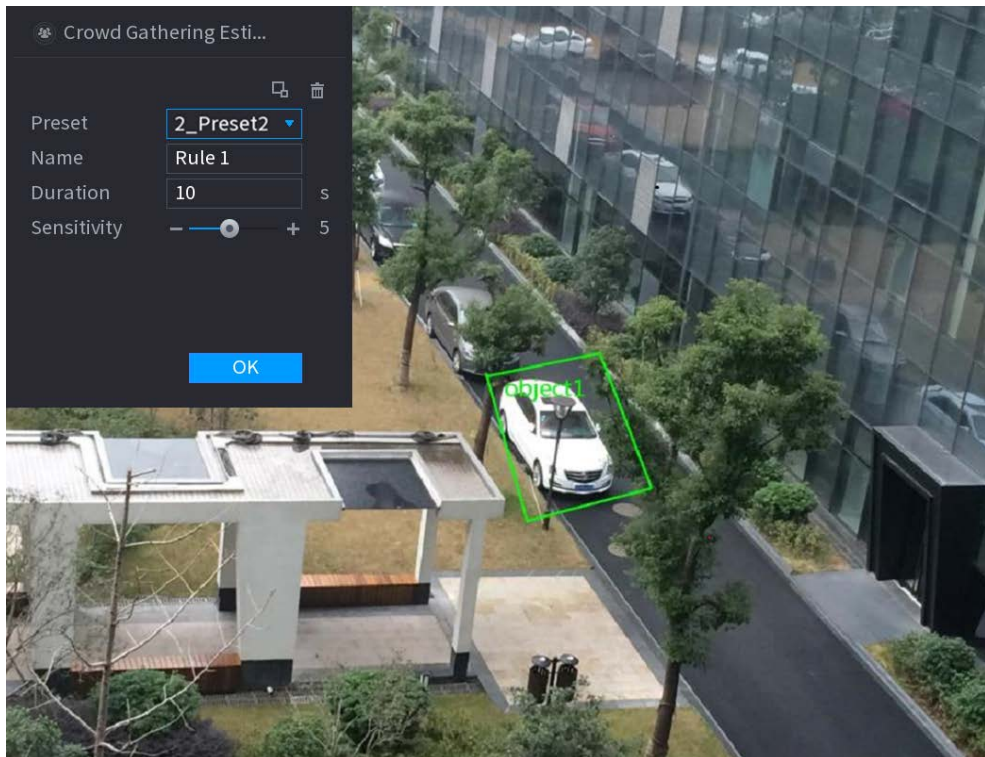 Crowd Gathering Esti...
Preset 2_Preset2
Name Rule 1
Duration 10 s
Sensitivity 5
OK
object1